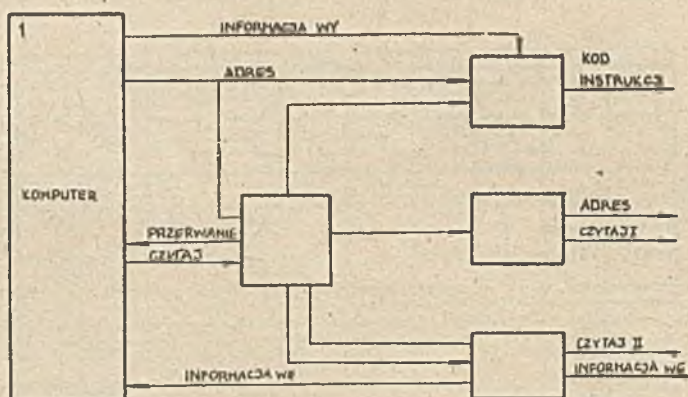 1
INFORMACJA WY
KOD
INSTRUKCJI
ADRES
KOMPUTER
ADRES
PRZERWANIE
CZYTAJ I
CZYTAJ
CZYTAJ II
INFORMACJA WE
INFORMACJA WE